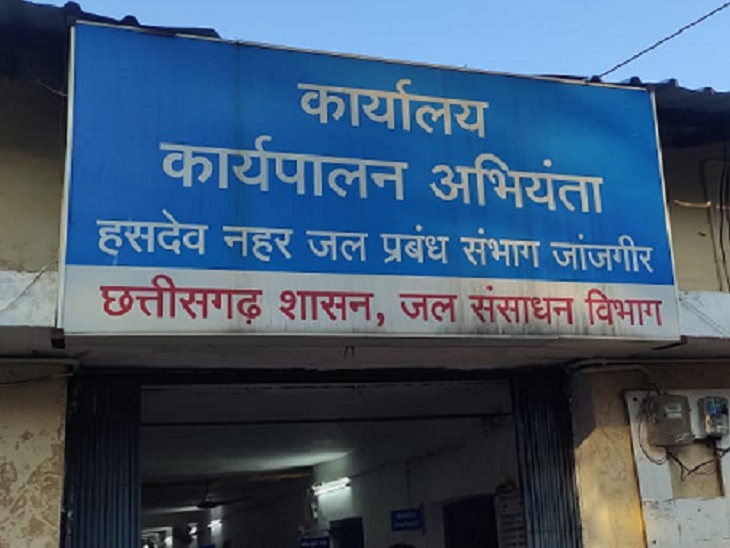 कार्यालय
कार्यपालन अभियंता
हसदेव नहर जल प्रबंध संभाग जांजगीर
छत्तीसगढ़ शासन, जल संसाधन विभाग